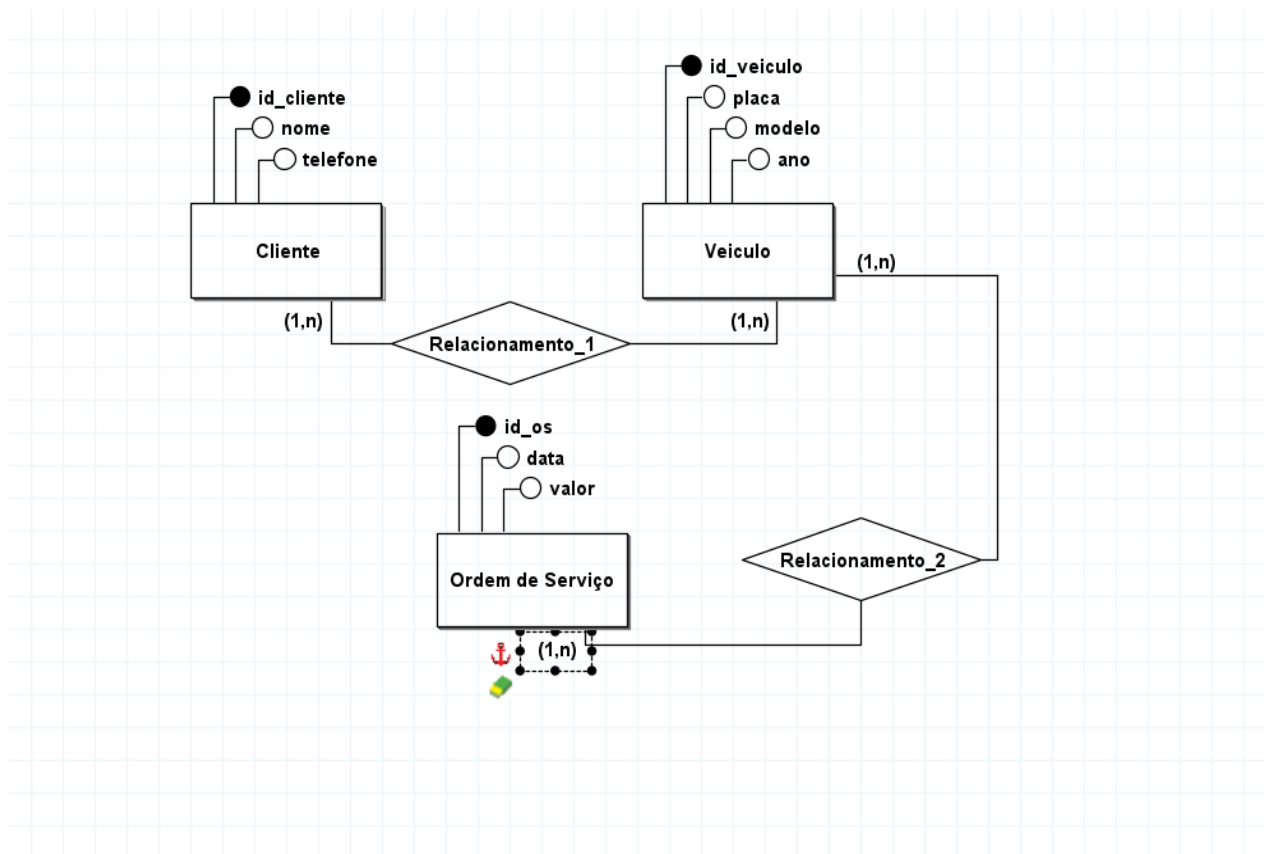 id_cliente
nome
telefone
Cliente
(1,n)
id_veiculo
placa
modelo
ano
Veiculo
(1,n)
(1,n)
Relacionamento_1
id_os
data
valor
Ordem de Serviço
(1,n)
Relacionamento_2